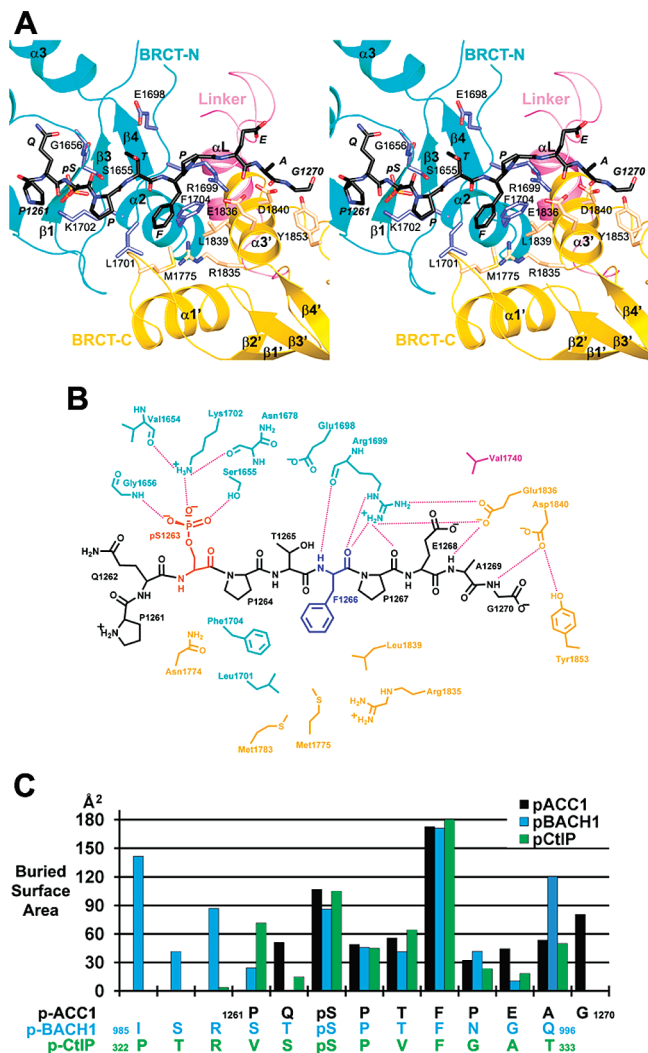 A
α3
BRCT-N
E1698
Linker
Q
G1656
pS
β3
β4
S1655
T
P
αL
E
A
G1270
P1261
α2
R1699
F1704
E1836
D1840
β1
K1702
P
F
L1839
α3'
Y1853
L1701
M1775
R1835
α1'
BRCT-C
β2'
β1'
β3'
β4'
α3
BRCT-N
E1698
Linker
Q
G1656
pS
β3
β4
S1655
T
P
αL
E
A
G1270
P1261
α2
R1699
F1704
E1836
D1840
β1
K1702
P
F
L1839
α3'
Y1853
L1701
M1775
R1835
α1'
BRCT-C
β2'
β1'
β3'
β4'
B
Val1654
Lys1702
Asn1678
NH2
Glu1698
Arg1699
Val1740
Gly1656
Ser1655
Glu1836
Asp1840
pS1263
T1265
E1268
A1269
G1270
Q1262
P1261
P1264
F1266
P1267
Phe1704
Asn1774
Leu1701
Leu1839
Arg1835
Tyr1853
Met1783
Met1775
C
Å2
180
150
120
90
60
30
0
Buried
Surface
Area
pACC1
pBACH1
pCtIP
p-ACC1 1261 P Q pS P T F P E A G 1270
p-BACH1 985 I S R S T pS P T F N G Q 996
p-CtIP 322 P T R V S pS P V F G A T 333